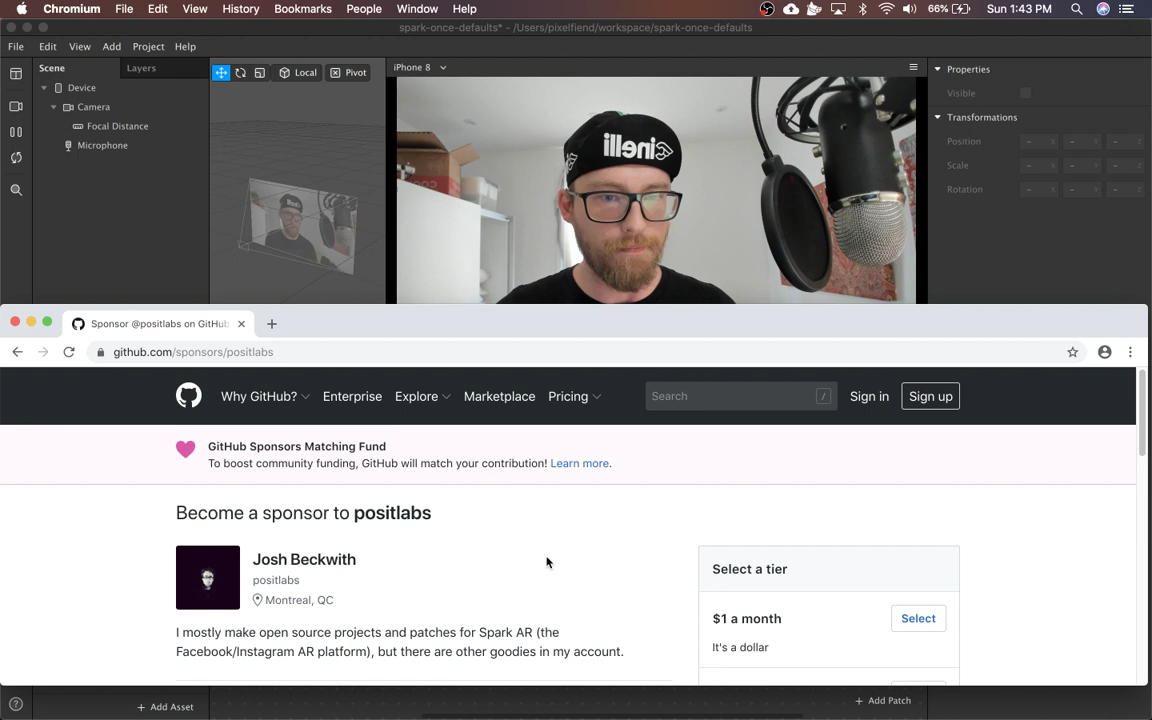 Chromium File Edit View History Bookmarks People Window Help 66% Sun 1:43 PM
spark-once-defaults* - /Users/pixelfiend/workspace/spark-once-defaults
File Edit View Add Project Help
Scene Layers
Local Pivot
iPhone 8
Properties
Device
Visible
Camera
Transformations
Focal Distance
Position - X - Y - Z
Microphone
Scale - X - Y - Z
Rotation - X - Y - Z
cinelli
Sponsor @positlabs on GitHub
github.com/sponsors/positlabs
Why GitHub? Enterprise Explore Marketplace Pricing Search / Sign in Sign up
GitHub Sponsors Matching Fund
To boost community funding, GitHub will match your contribution! Learn more.
Become a sponsor to positlabs
Josh Beckwith
positlabs
Montreal, QC
I mostly make open source projects and patches for Spark AR (the
Facebook/Instagram AR platform), but there are other goodies in my account.
Select a tier
$1 a month Select
It's a dollar
? + Add Asset + Add Patch